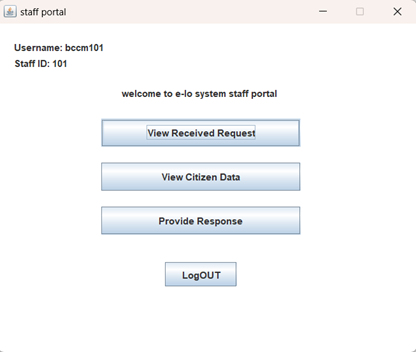 staff portal
Username: bccm101
Staff ID: 101
welcome to e-lo system staff portal
View Received Request
View Citizen Data
Provide Response
LogOUT